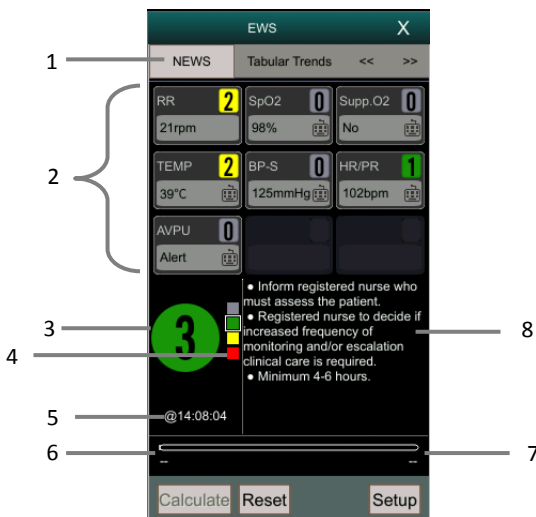 EWS X
1 NEWS Tabular Trends << >>
RR 2 SpO2 0 Supp.O2 0
21rpm 98% No
2
TEMP 2 BP-S 0 HR/PR 1
39°C 125mmHg 102bpm
AVPU 0
Alert
● Inform registered nurse who
must assess the patient.
● Registered nurse to decide if
increased frequency of
monitoring and/or escalation
clinical care is required.
● Minimum 4-6 hours.
3 3 8
4
5 @14:08:04
6 -- -- 7
Calculate Reset Setup